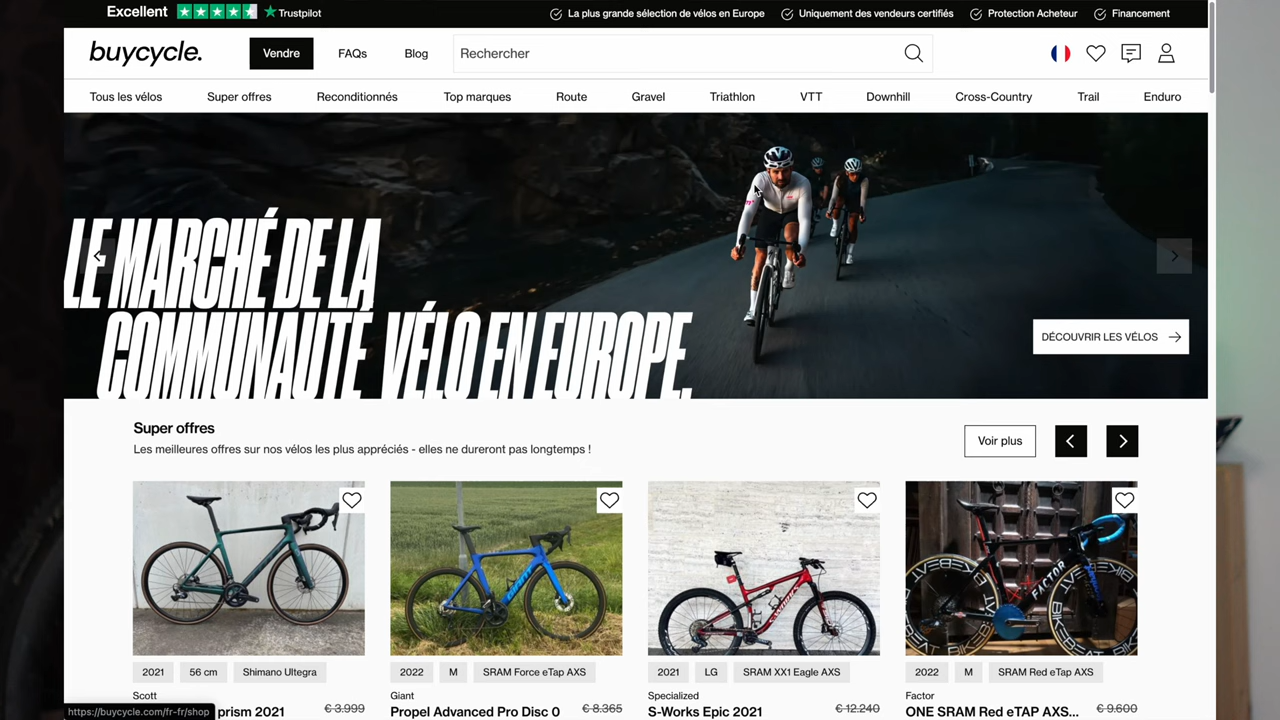 Excellent
Trustpilot
La plus grande sélection de vélos en Europe
Uniquement des vendeurs certifiés
Protection Acheteur
Financement
buycycle.
Vendre
FAQs
Blog
Rechercher
Tous les vélos
Super offres
Reconditionnés
Top marques
Route
Gravel
Triathlon
VTT
Downhill
Cross-Country
Trail
Enduro
LE MARCHÉ DE LA
COMMUNAUTÉ VÉLO EN EUROPE.
DÉCOUVRIR LES VÉLOS
Super offres
Les meilleures offres sur nos vélos les plus appréciés - elles ne dureront pas longtemps !
Voir plus
GIANT
S-WORKS
FACTOR
BIKEBEAT
BIKEBEAT
2021
56 cm
Shimano Ultegra
2022
M
SRAM Force eTap AXS
2021
LG
SRAM XX1 Eagle AXS
2022
M
SRAM Red eTap AXS
Scott
prism 2021
€ 3.999
Giant
Propel Advanced Pro Disc 0
€ 8.365
Specialized
S-Works Epic 2021
€ 12.240
Factor
ONE SRAM Red eTAP AXS...
€ 9.600
https://buycycle.com/fr-fr/shop